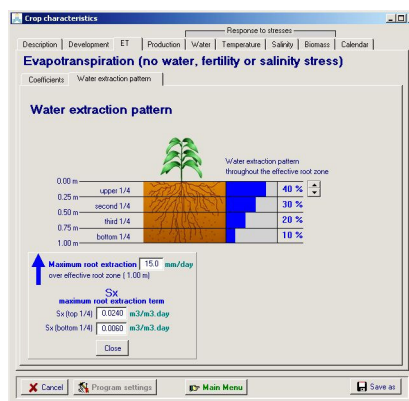 Crop characteristics
Response to stresses
Description Development ET Production Water Temperature Salinity Biomass Calendar
Evapotranspiration (no water, fertility or salinity stress)
Coefficients Water extraction pattern
Water extraction pattern
Water extraction pattern
throughout the effective root zone
0.00 m
upper 1/4 40 %
0.25 m
second 1/4 30 %
0.50 m
third 1/4 20 %
0.75 m
bottom 1/4 10 %
1.00 m
Maximum root extraction 15.0 mm/day
over effective root zone ( 1.00 m)
Sx
maximum root extraction term
Sx (top 1/4) 0.0240 m3/m3.day
Sx (bottom 1/4) 0.0060 m3/m3.day
Close
Cancel Program settings Main Menu Save as